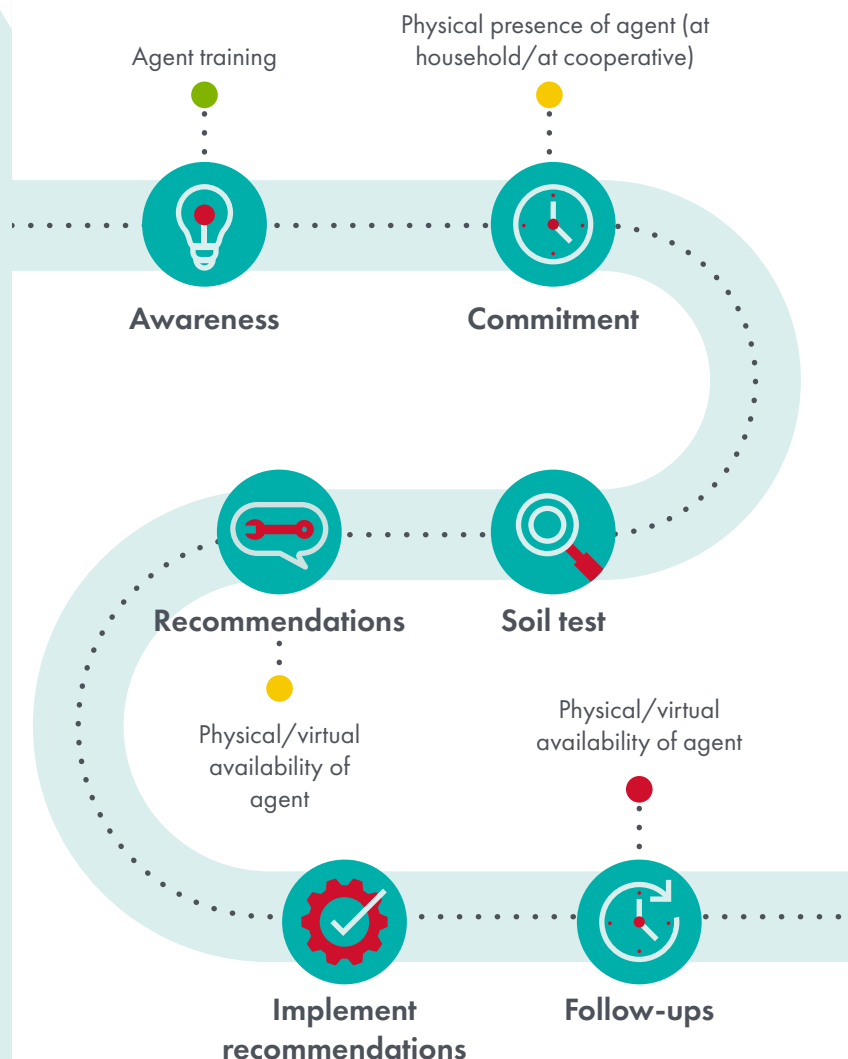 Agent training
Physical presence of agent (at
household/at cooperative)
Awareness
Commitment
Recommendations
Soil test
Physical/virtual
availability of
agent
Physical/virtual
availability of agent
Implement
recommendations
Follow-ups